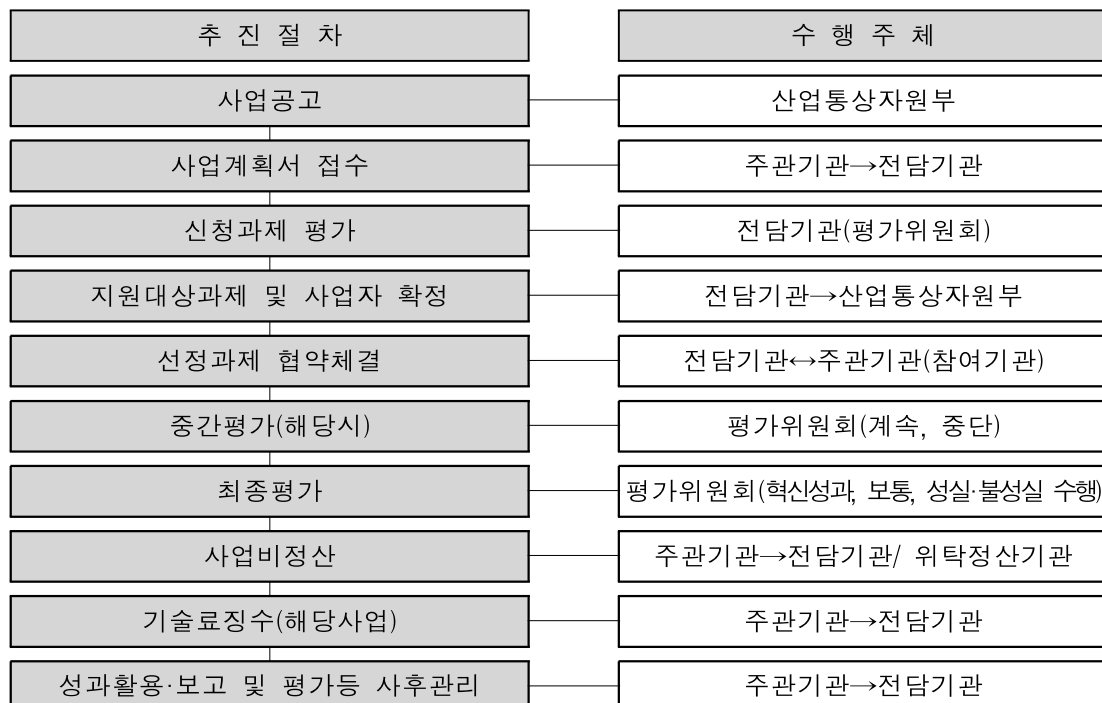 추 진 절 차 수 행 주 체
사업공고 산업통상자원부
사업계획서 접수 주관기관→전담기관
신청과제 평가 전담기관(평가위원회)
지원대상과제 및 사업자 확정 전담기관→산업통상자원부
선정과제 협약체결 전담기관↔주관기관(참여기관)
중간평가(해당시) 평가위원회(계속, 중단)
최종평가 평가위원회(혁신성과, 보통, 성실·불성실 수행)
사업비정산 주관기관→전담기관/ 위탁정산기관
기술료징수(해당사업) 주관기관→전담기관
성과활용·보고 및 평가등 사후관리 주관기관→전담기관